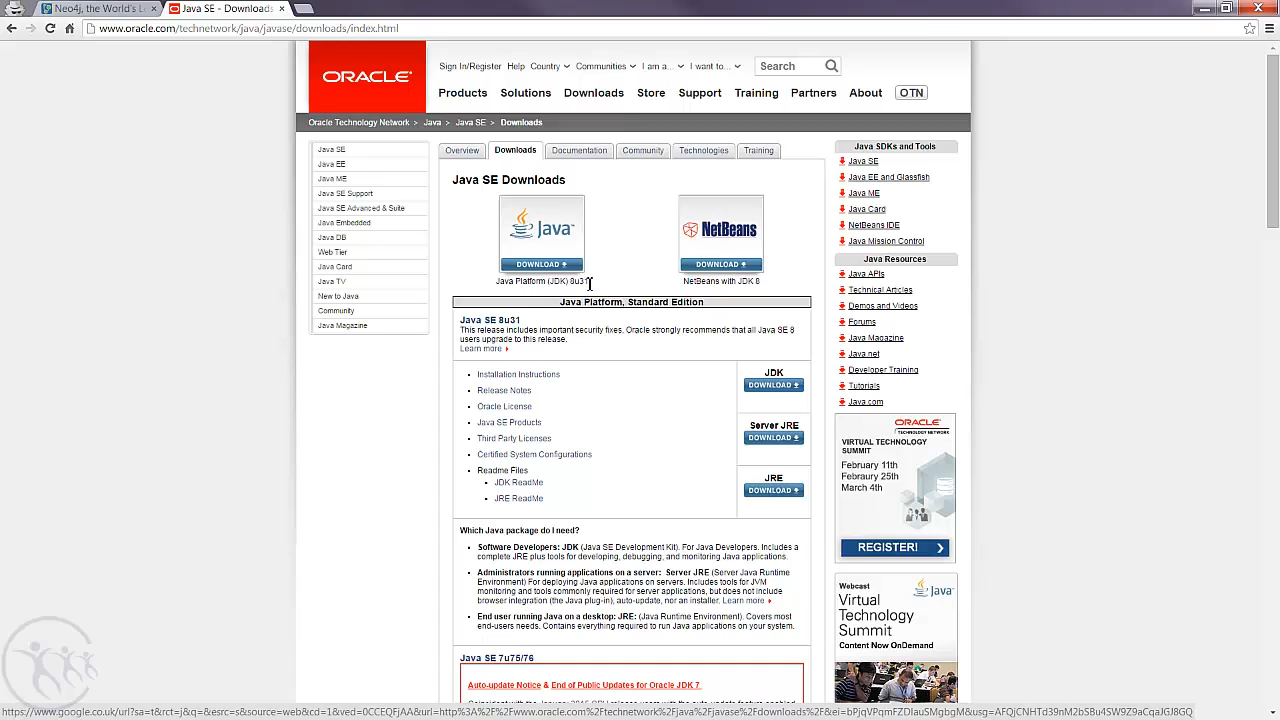 Neo4j, the World's L
Java SE - Downloads
www.oracle.com/technetwork/java/javase/downloads/index.html
ORACLE
Sign In/Register Help Country Communities I am a... I want to... Search
Products Solutions Downloads Store Support Training Partners About OTN
Oracle Technology Network > Java > Java SE > Downloads
Java SE
Java EE
Java ME
Java SE Support
Java SE Advanced & Suite
Java Embedded
Java DB
Web Tier
Java Card
Java TV
New to Java
Community
Java Magazine
Overview Downloads Documentation Community Technologies Training
Java SE Downloads
Java
DOWNLOAD
Java Platform (JDK) 8u31
NetBeans
DOWNLOAD
NetBeans with JDK 8
Java Platform, Standard Edition
Java SE 8u31
This release includes important security fixes. Oracle strongly recommends that all Java SE 8
users upgrade to this release.
Learn more
Installation Instructions
Release Notes
Oracle License
Java SE Products
Third Party Licenses
Certified System Configurations
Readme Files
JDK ReadMe
JRE ReadMe
JDK
DOWNLOAD
Server JRE
DOWNLOAD
JRE
DOWNLOAD
Which Java package do I need?
Software Developers: JDK (Java SE Development Kit). For Java Developers. Includes a
complete JRE plus tools for developing, debugging, and monitoring Java applications.
Administrators running applications on a server: Server JRE (Server Java Runtime
Environment) For deploying Java applications on servers. Includes tools for JVM
monitoring and tools commonly required for server applications, but does not include
browser integration (the Java plug-in), auto-update, nor an installer. Learn more
End user running Java on a desktop: JRE: (Java Runtime Environment). Covers most
end-users needs. Contains everything required to run Java applications on your system.
Java SE 7u75/76
Auto-update Notice & End of Public Updates for Oracle JDK 7
Java SDKs and Tools
Java SE
Java EE and Glassfish
Java ME
Java Card
NetBeans IDE
Java Mission Control
Java Resources
Java APIs
Technical Articles
Demos and Videos
Forums
Java Magazine
Java.net
Developer Training
Tutorials
Java.com
ORACLE
TECHNOLOGY NETWORK
VIRTUAL TECHNOLOGY
SUMMIT
February 11th
Febraury 25th
March 4th
REGISTER!
Webcast
Java
Virtual
Technology
Summit
Content Now OnDemand